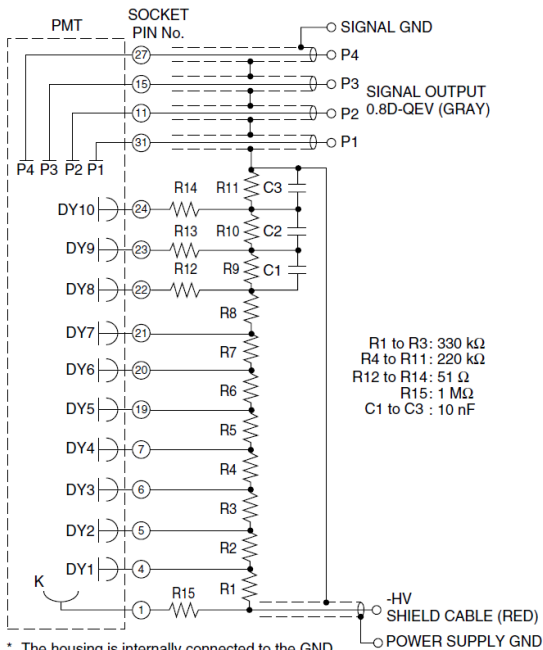 PMT
SOCKET
PIN No.
SIGNAL GND
27
P4
15
P3
SIGNAL OUTPUT
0.8D-QEV (GRAY)
11
P2
31
P1
P4 P3 P2 P1
R14 R11 C3
DY10 24
R13 R10 C2
DY9 23
R12 R9 C1
DY8 22
R8
DY7 21
R7
DY6 20
R6
DY5 19
R5
DY4 7
R4
DY3 6
R3
DY2 5
R2
DY1 4
R1
K
1
R15
R1 to R3: 330 kΩ
R4 to R11: 220 kΩ
R12 to R14: 51 Ω
R15: 1 MΩ
C1 to C3 : 10 nF
-HV
SHIELD CABLE (RED)
POWER SUPPLY GND
* The housing is internally connected to the GND